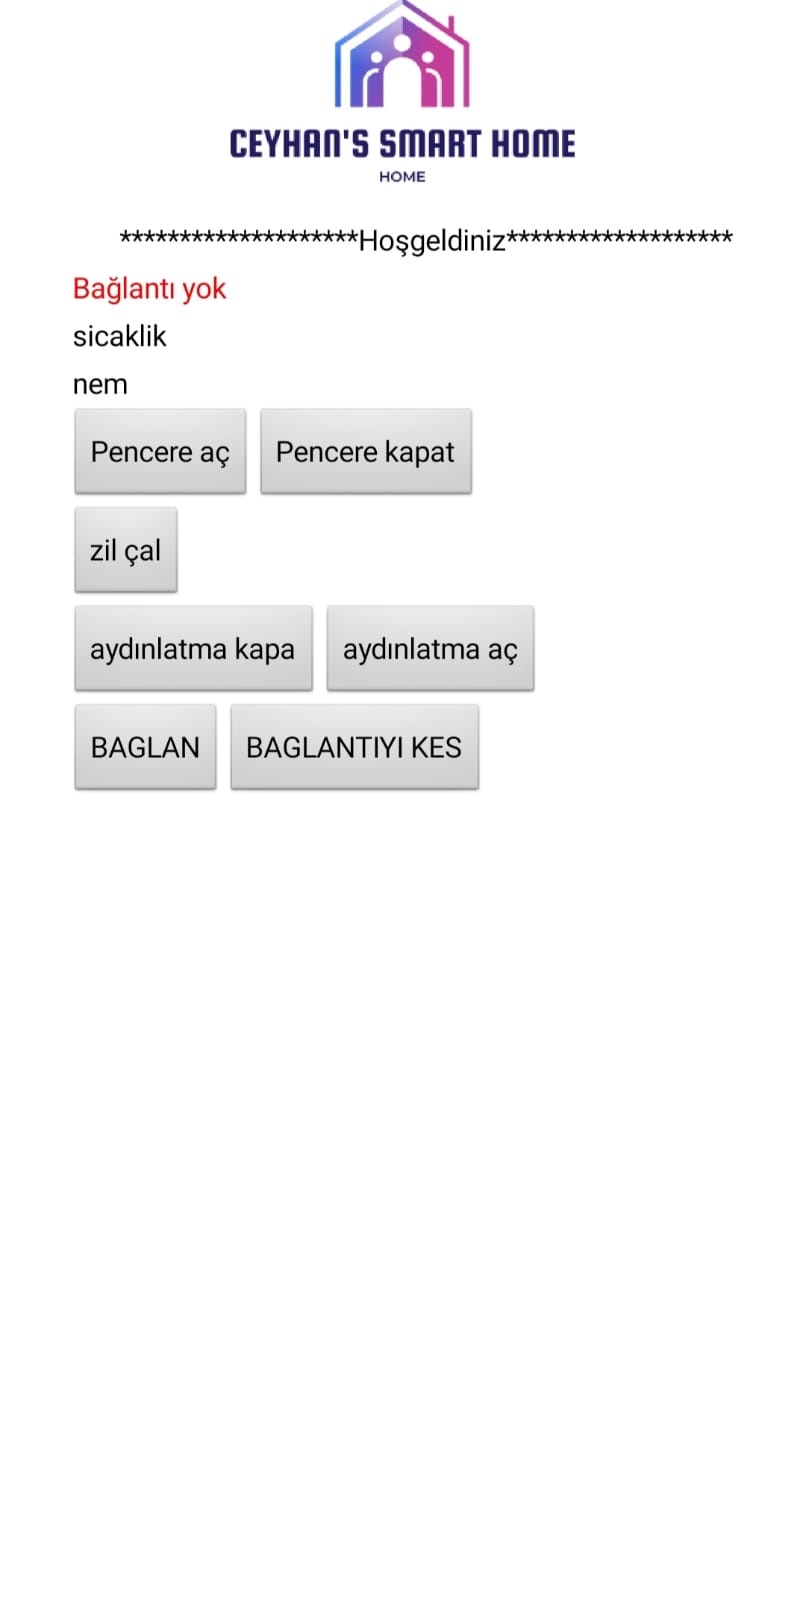 CEYHAN'S SMART HOME
HOME
********************Hoşgeldiniz*******************
Bağlantı yok
sicaklik
nem
Pencere aç Pencere kapat
zil çal
aydınlatma kapa aydınlatma aç
BAGLAN BAGLANTIYI KES